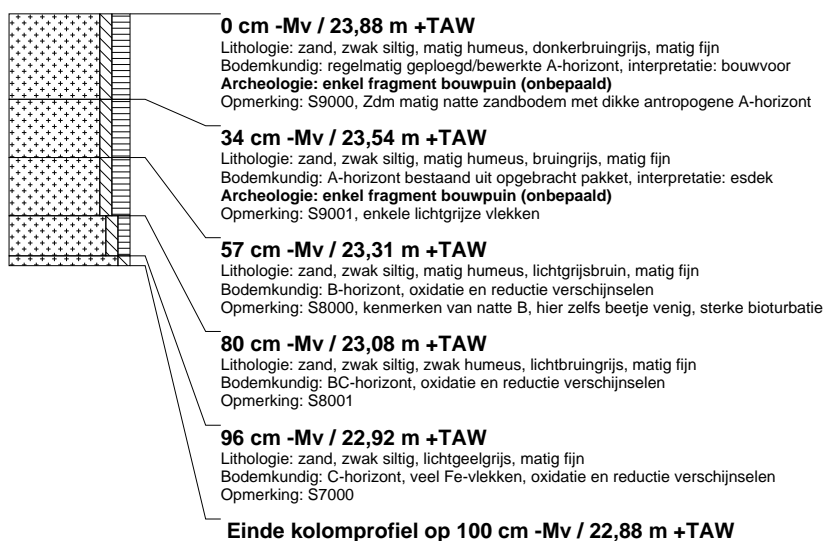 0 cm -Mv / 23,88 m +TAW
Lithologie: zand, zwak siltig, matig humeus, donkerbruingrijs, matig fijn
Bodemkundig: regelmatig geploegd/bewerkte A-horizont, interpretatie: bouwvoor
Archeologie: enkel fragment bouwpuin (onbepaald)
Opmerking: S9000, Zdm matig natte zandbodem met dikke antropogene A-horizont
34 cm -Mv / 23,54 m +TAW
Lithologie: zand, zwak siltig, matig humeus, bruingrijs, matig fijn
Bodemkundig: A-horizont bestaand uit opgebracht pakket, interpretatie: esdek
Archeologie: enkel fragment bouwpuin (onbepaald)
Opmerking: S9001, enkele lichtgrijze vlekken
57 cm -Mv / 23,31 m +TAW
Lithologie: zand, zwak siltig, matig humeus, lichtgrijsbruin, matig fijn
Bodemkundig: B-horizont, oxidatie en reductie verschijnselen
Opmerking: S8000, kenmerken van natte B, hier zelfs beetje venig, sterke bioturbatie
80 cm -Mv / 23,08 m +TAW
Lithologie: zand, zwak siltig, zwak humeus, lichtbruingrijs, matig fijn
Bodemkundig: BC-horizont, oxidatie en reductie verschijnselen
Opmerking: S8001
96 cm -Mv / 22,92 m +TAW
Lithologie: zand, zwak siltig, lichtgeelgrijs, matig fijn
Bodemkundig: C-horizont, veel Fe-vlekken, oxidatie en reductie verschijnselen
Opmerking: S7000
Einde kolomprofiel op 100 cm -Mv / 22,88 m +TAW